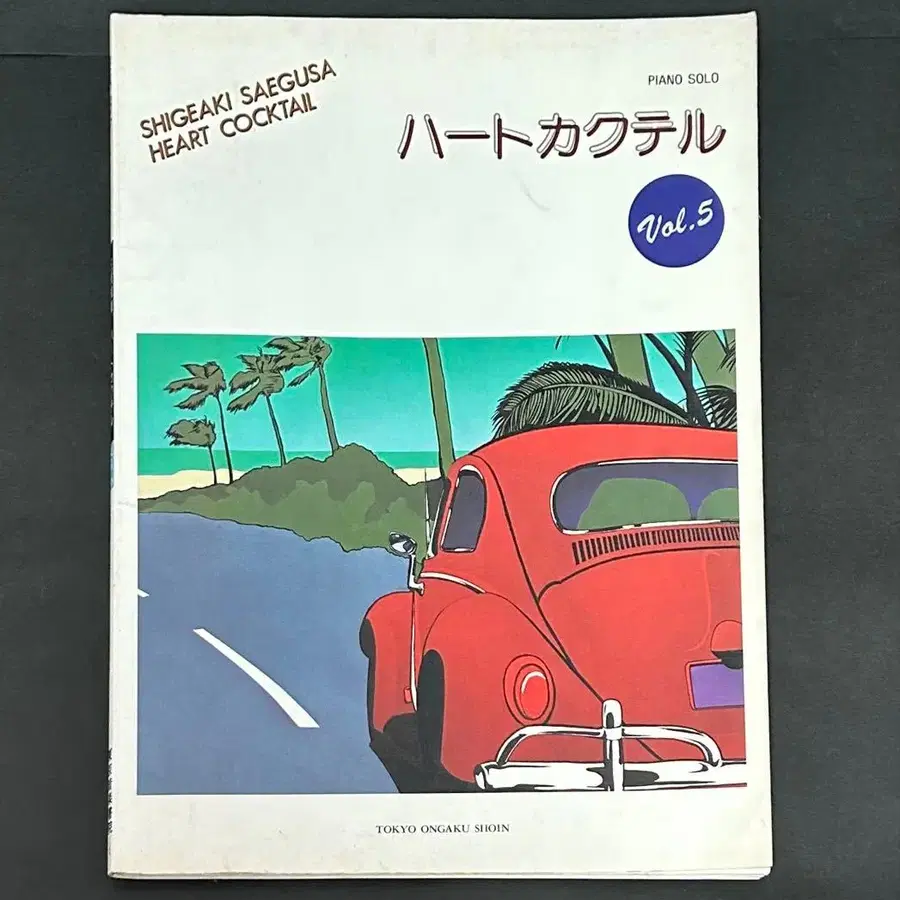 SHIGEAKI SAEGUSA
HEART COCKTAIL
PIANO SOLO
ハートカクテル
Vol.5
TOKYO ONGAKU SHOIN